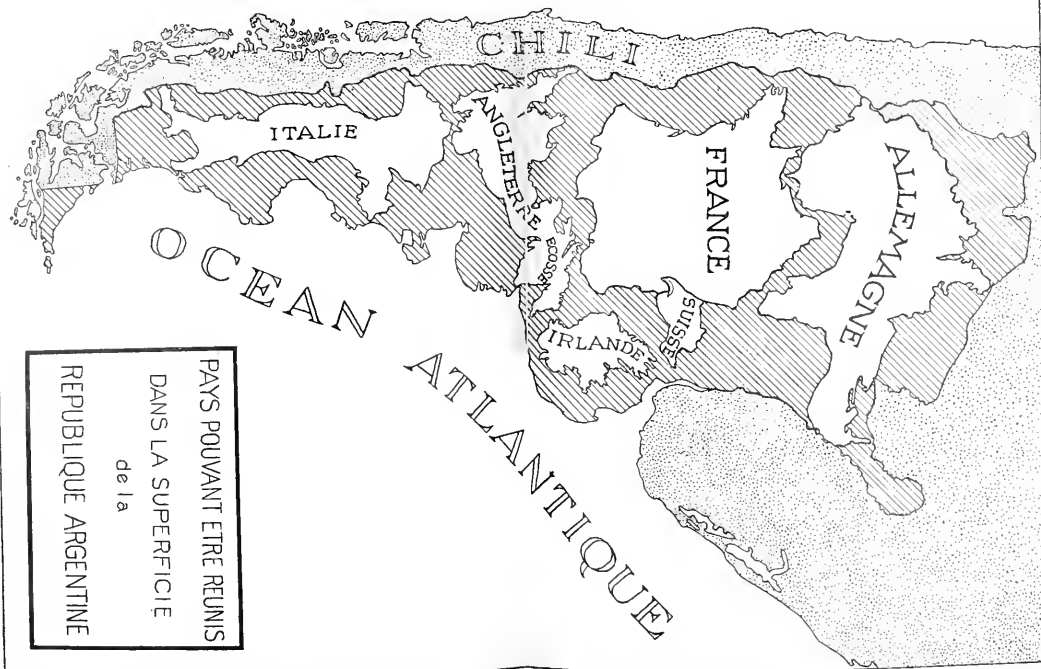 CHILI
ALLEMAGNE
FRANCE
SUISSE
IRLANDE
ANGLETERRE &
ECOSSE
ITALIE
OCEAN ATLANTIQUE
PAYS POUVANT ETRE REUNIS
DANS LA SUPERFICIE
de la
REPUBLIQUE ARGENTINE